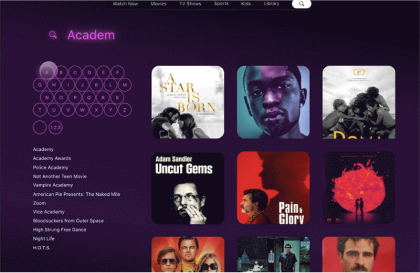 Watch Now Movies TV Shows Sports Kids Library
Academ
A B C D E F
G H I J K L M
N O P Q R S
T U V W X Y Z
123
Academy
Academy Awards
Police Academy
Not Another Teen Movie
Vampire Academy
American Pie Presents: The Naked Mile
Zoom
Vice Academy
Bloodsuckers from Outer Space
High Strung Free Dance
Night Life
H.O.T.S.
A
STAR
IS
BORN
Adam Sandler
Uncut Gems
Pain &
Glory